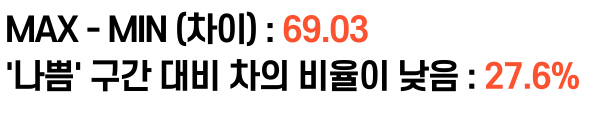 MAX - MIN (차이) : 69.03
'나쁨' 구간 대비 차의 비율이 낮음 : 27.6%